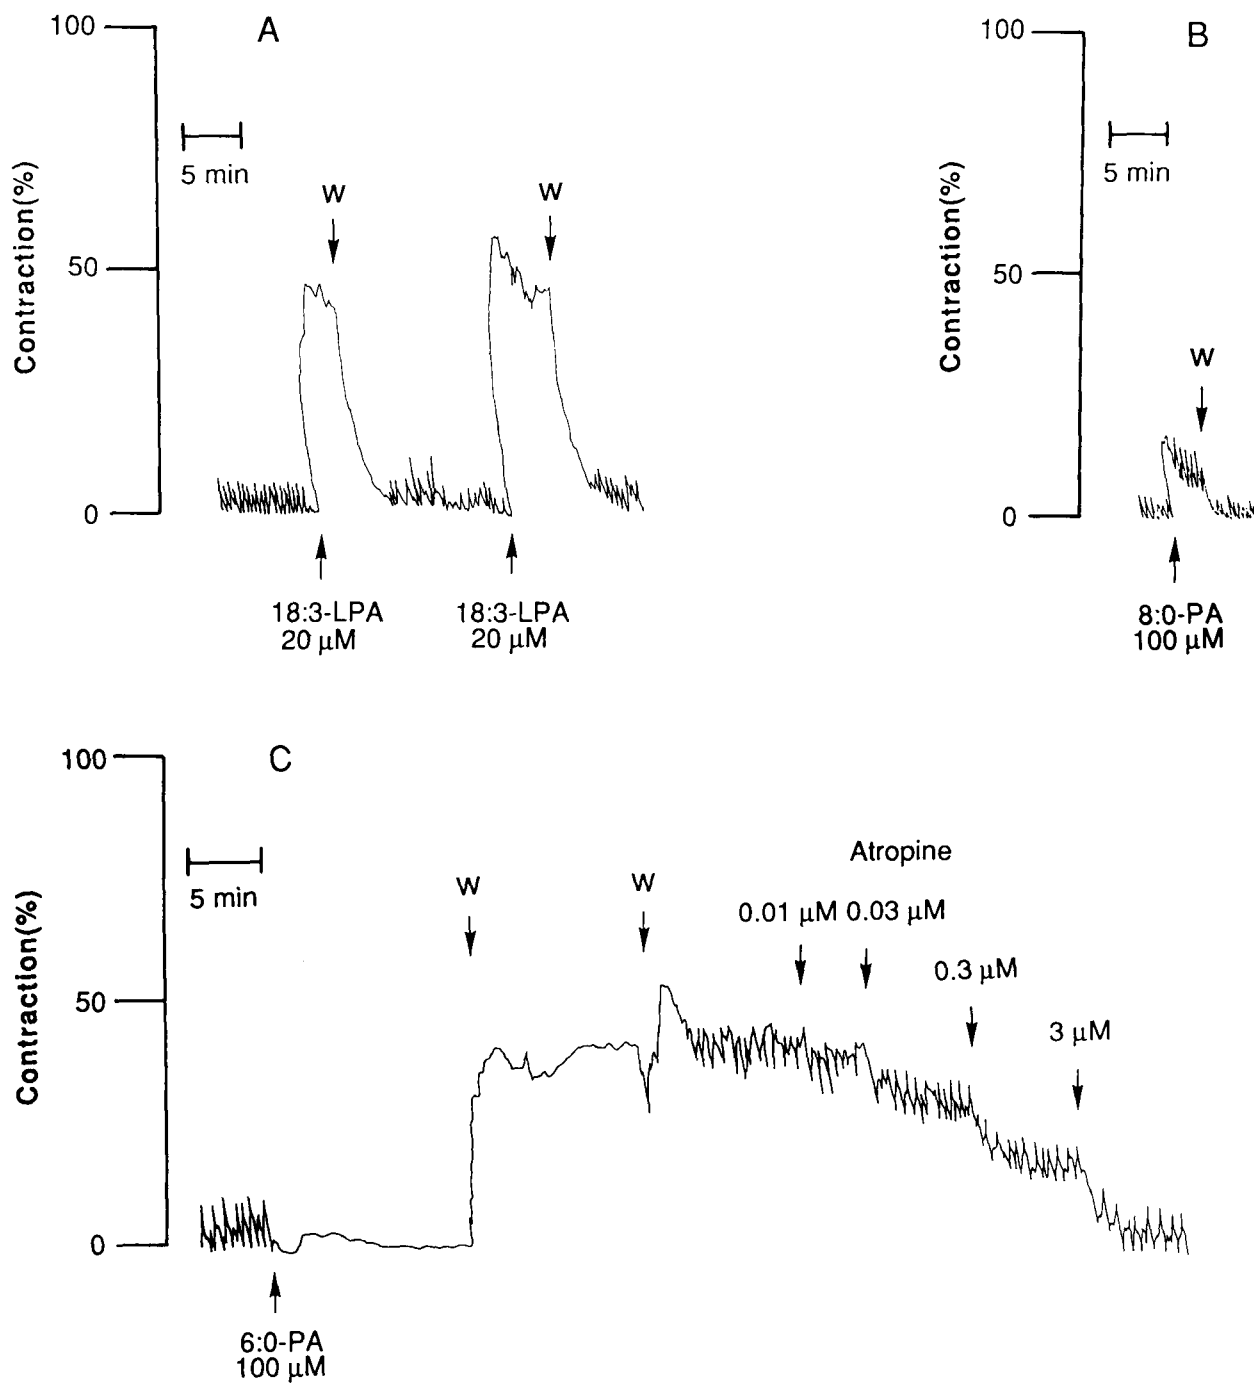 A
100
5 min
W
W
Contraction(%)
50
0
18:3-LPA
20 μM
18:3-LPA
20 μM
B
100
5 min
Contraction(%)
50
W
0
8:0-PA
100 μM
C
100
5 min
Contraction(%)
50
0
W
W
Atropine
0.01 μM 0.03 μM
0.3 μM
3 μM
6:0-PA
100 μM